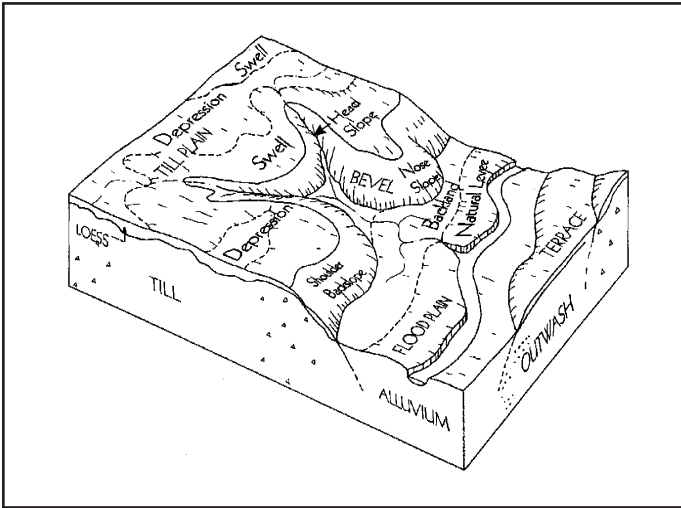 Swell
Depression
TILL PLAIN
Swell
Head
Slope
BEVEL
Nose
Slope
Backland
Natural Levee
TERRACE
LOESS
Depression
Shoulder
Backslope
FLOOD PLAIN
TILL
OUTWASH
ALLUVIUM